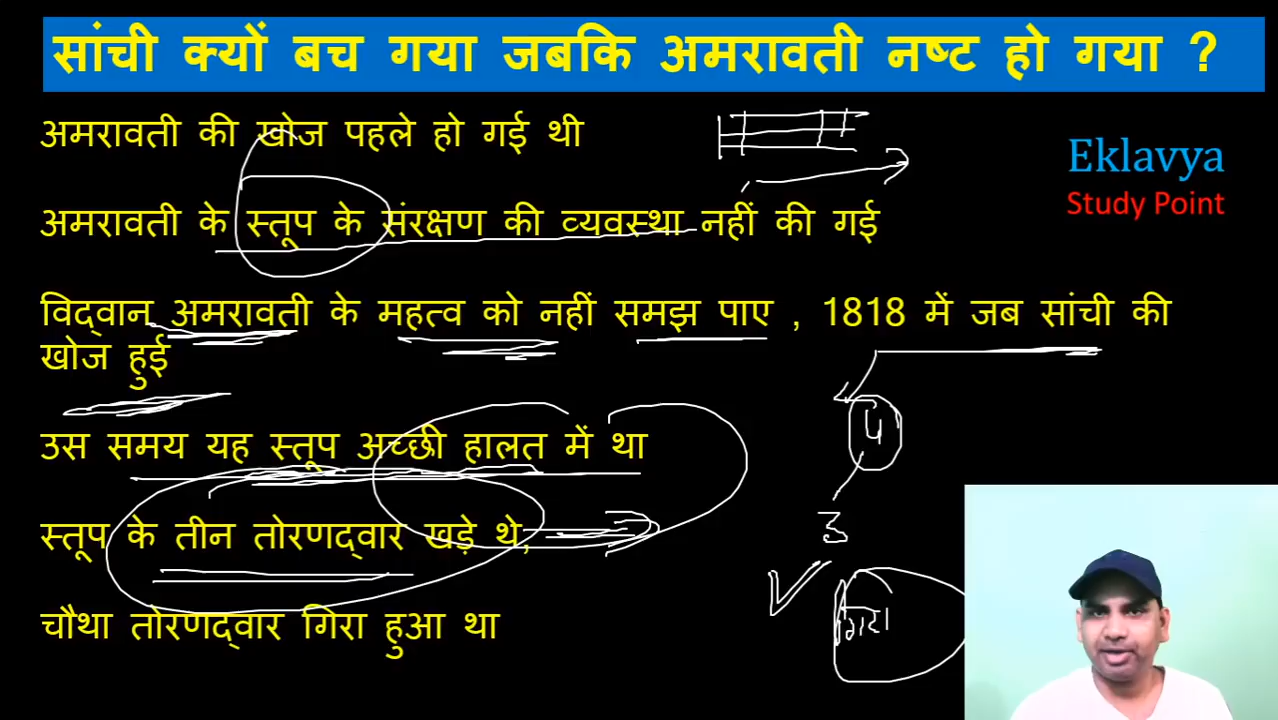 सांची क्यों बच गया जबकि अमरावती नष्ट हो गया ?
अमरावती की खोज पहले हो गई थी
Eklavya
Study Point
अमरावती के स्तूप के संरक्षण की व्यवस्था नहीं की गई
विद्वान अमरावती के महत्व को नहीं समझ पाए , 1818 में जब सांची की
खोज हुई
उस समय यह स्तूप अच्छी हालत में था
स्तूप के तीन तोरणद्वार खड़े थे,
3
चौथा तोरणद्वार गिरा हुआ था